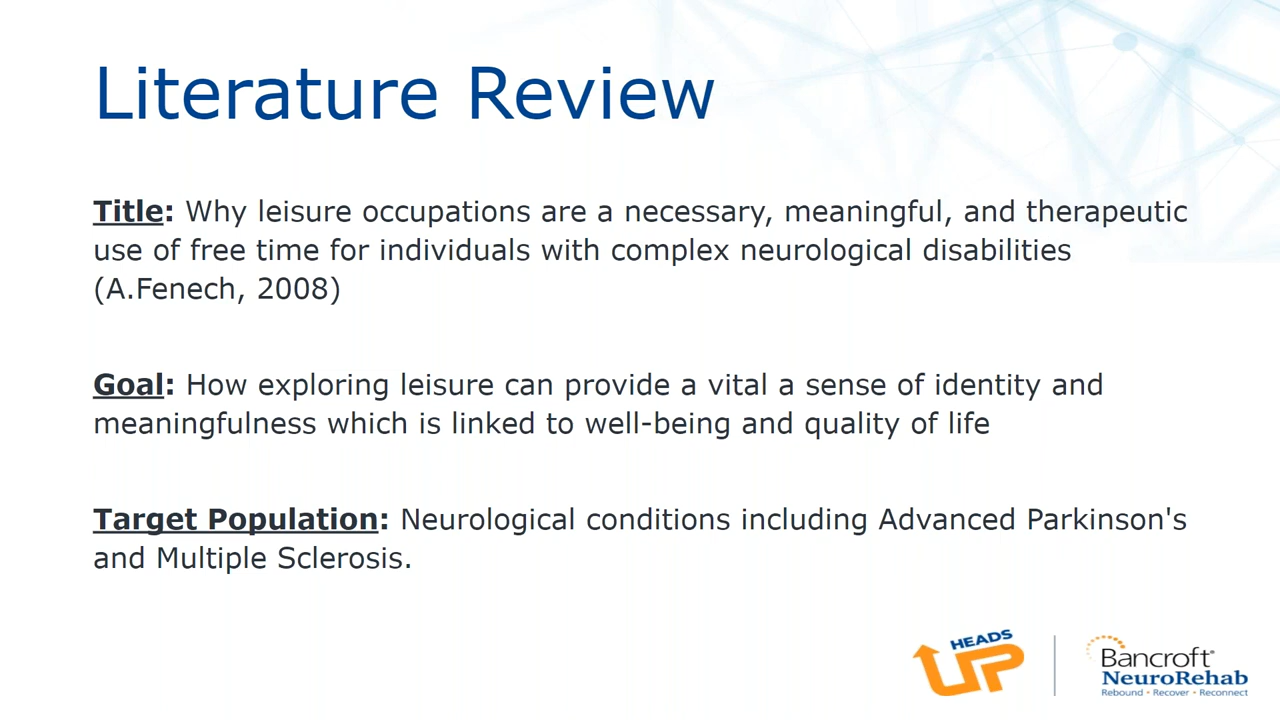 Literature Review
Title: Why leisure occupations are a necessary, meaningful, and therapeutic
use of free time for individuals with complex neurological disabilities
(A.Fenech, 2008)
Goal: How exploring leisure can provide a vital a sense of identity and
meaningfulness which is linked to well-being and quality of life
Target Population: Neurological conditions including Advanced Parkinson's
and Multiple Sclerosis.
HEADS
UP
Bancroft®
NeuroRehab
Rebound • Recover • Reconnect